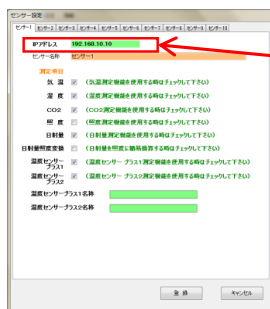 センサー設定
センサー1 センサー2 センサー3 センサー4 センサー5 センサー6 センサー7 センサー8 センサー9 センサー10
IPアドレス 192.168.10.10
センサー名称 センサー1
測定項目
気 温 (気温測定機能を使用する時はチェックして下さい)
湿 度 (湿度測定機能を使用する時はチェックして下さい)
CO2 (CO2測定機能を使用する時はチェックして下さい)
照 度 (照度測定機能を使用する時はチェックして下さい)
日射量 (日射量測定機能を使用する時はチェックして下さい)
日射量照度変換 (日射量を照度に簡易換算する時はチェックして下さい)
温度センサー プラス1 (温度センサー プラス1測定機能を使用する時はチェックして下さい)
温度センサー プラス2 (温度センサー プラス2測定機能を使用する時はチェックして下さい)
温度センサープラス1名称
温度センサープラス2名称
登 録 キャンセル